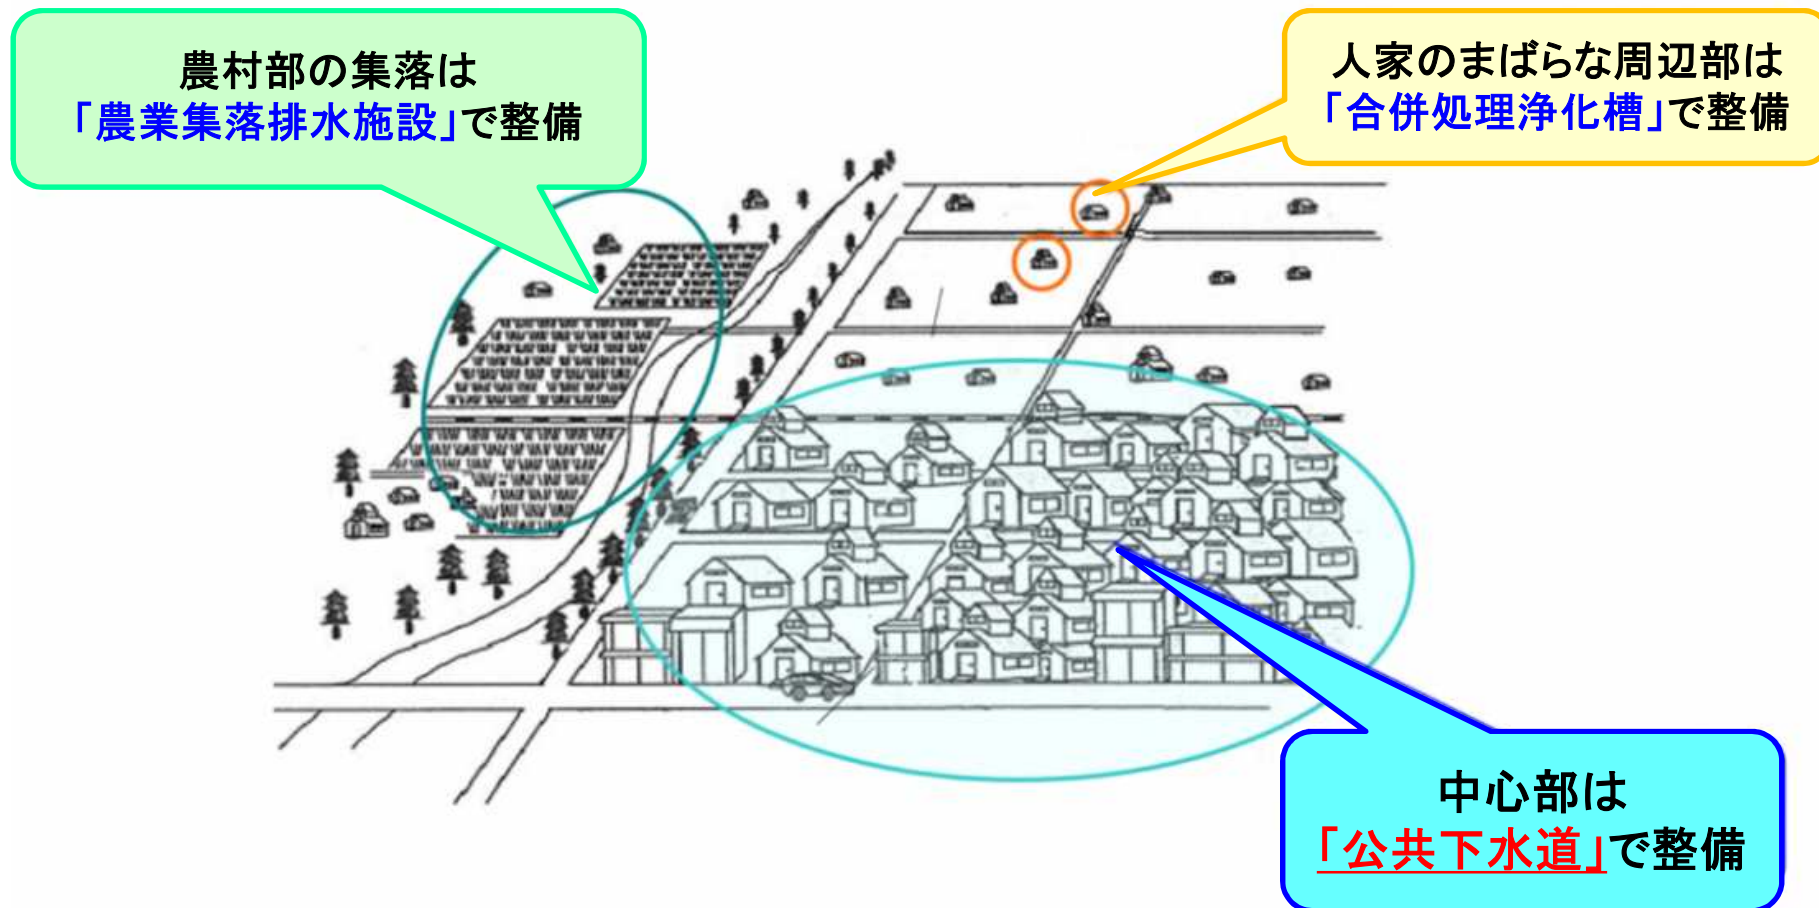 農村部の集落は
「農業集落排水施設」で整備
人家のまばらな周辺部は
「合併処理浄化槽」で整備
中心部は
「公共下水道」で整備